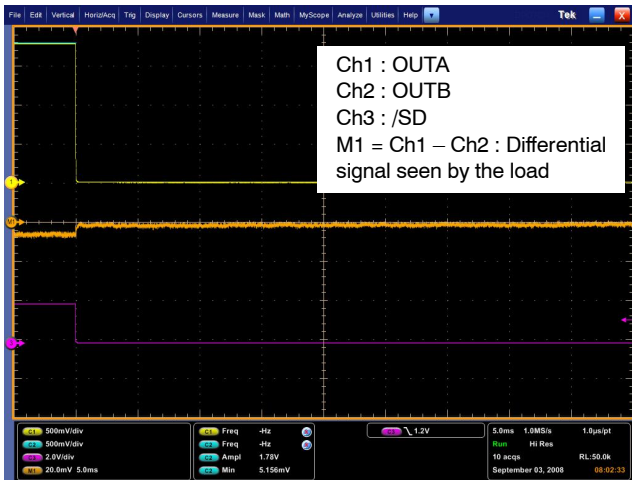 File Edit Vertical Horiz/Acq Trig Display Cursors Measure Mask Math MyScope Analyze Utilities Help Tek
Ch1 : OUTA
Ch2 : OUTB
Ch3 : /SD
M1 = Ch1 – Ch2 : Differential
signal seen by the load
1
M1
3
C1 500mV/div
C2 500mV/div
C3 2.0V/div
M1 20.0mV 5.0ms
C1 Freq -Hz
C2 Freq -Hz
C2 Ampl 1.78V
C2 Min 5.156mV
C3 1.2V
5.0ms 1.0MS/s 1.0µs/pt
Run Hi Res
10 acqs RL:50.0k
September 03, 2008 08:02:33